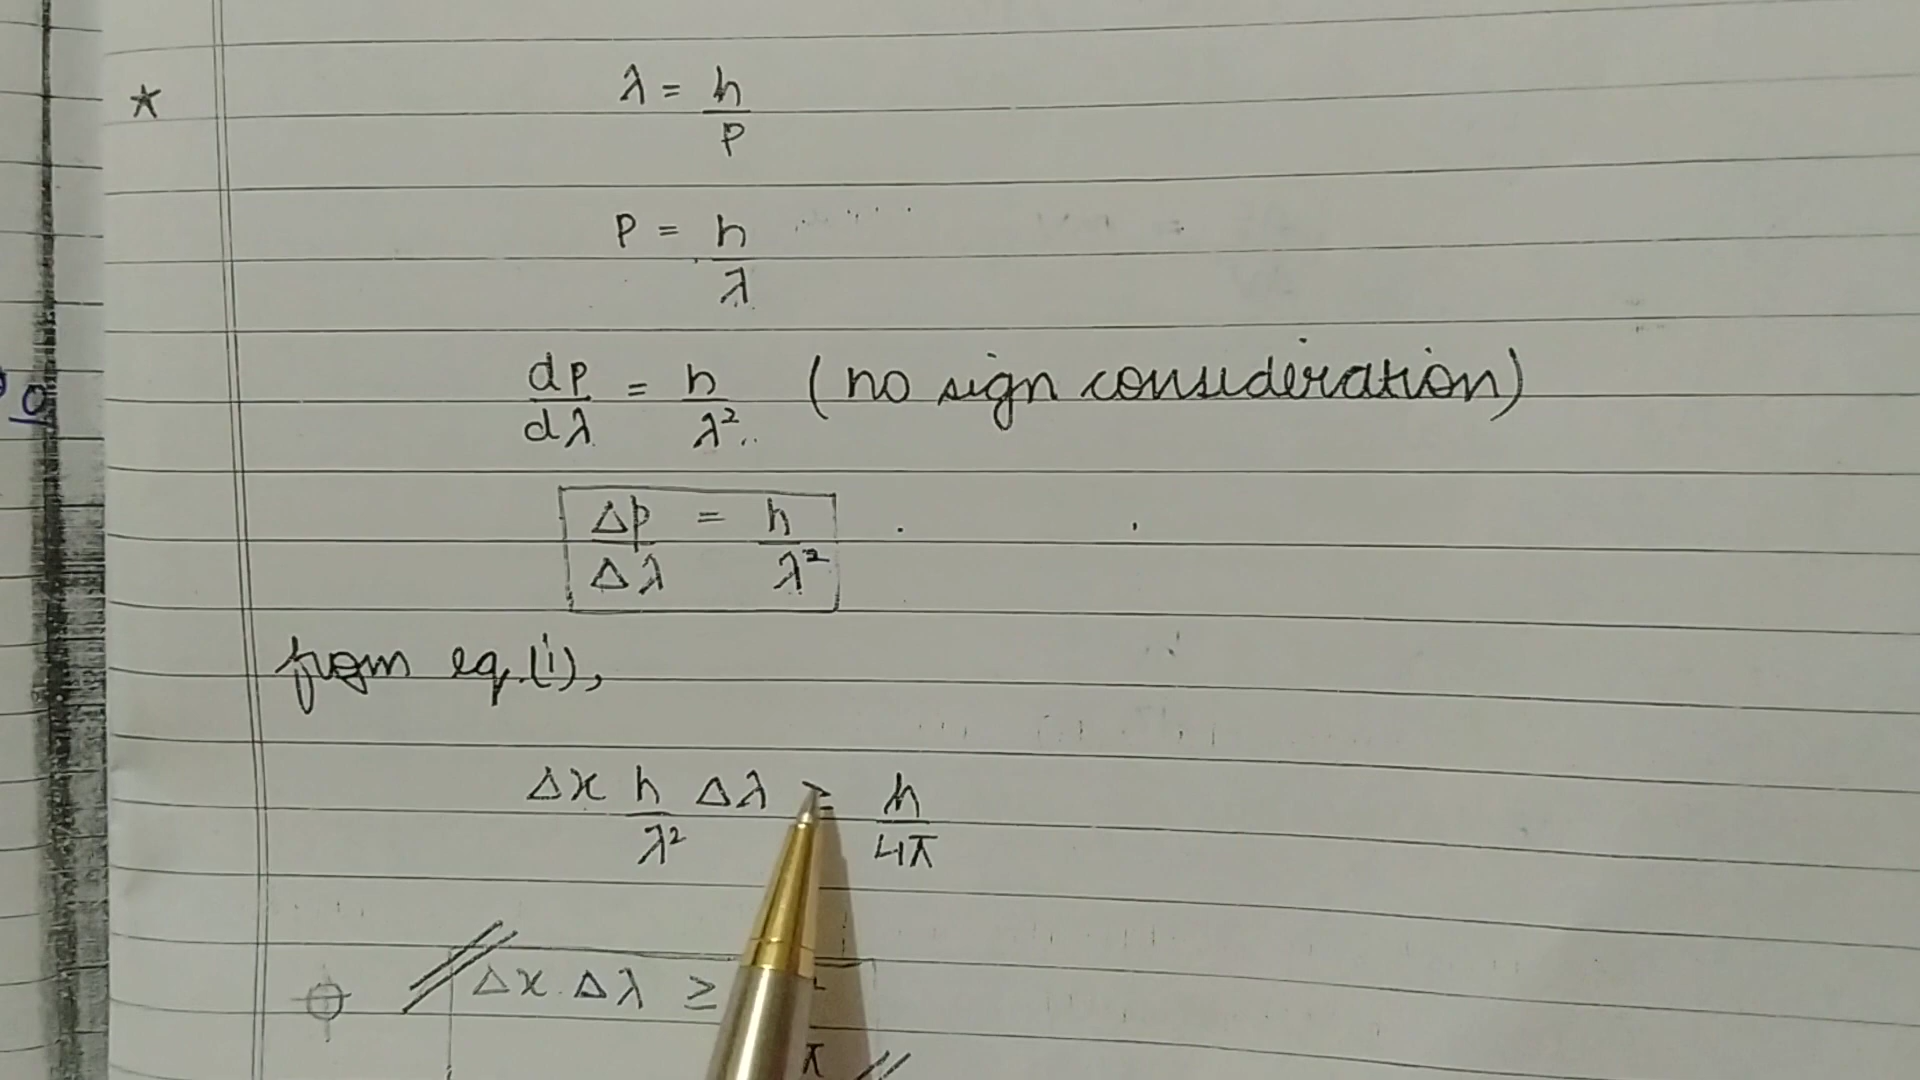 λ = h/p
P = h/λ
dp/dλ = h/λ² (no sign consideration)
Δp/Δλ = h/λ²
from eq.(i),
Δx h/λ² Δλ ≥ h/4π
Δx.Δλ ≥
π